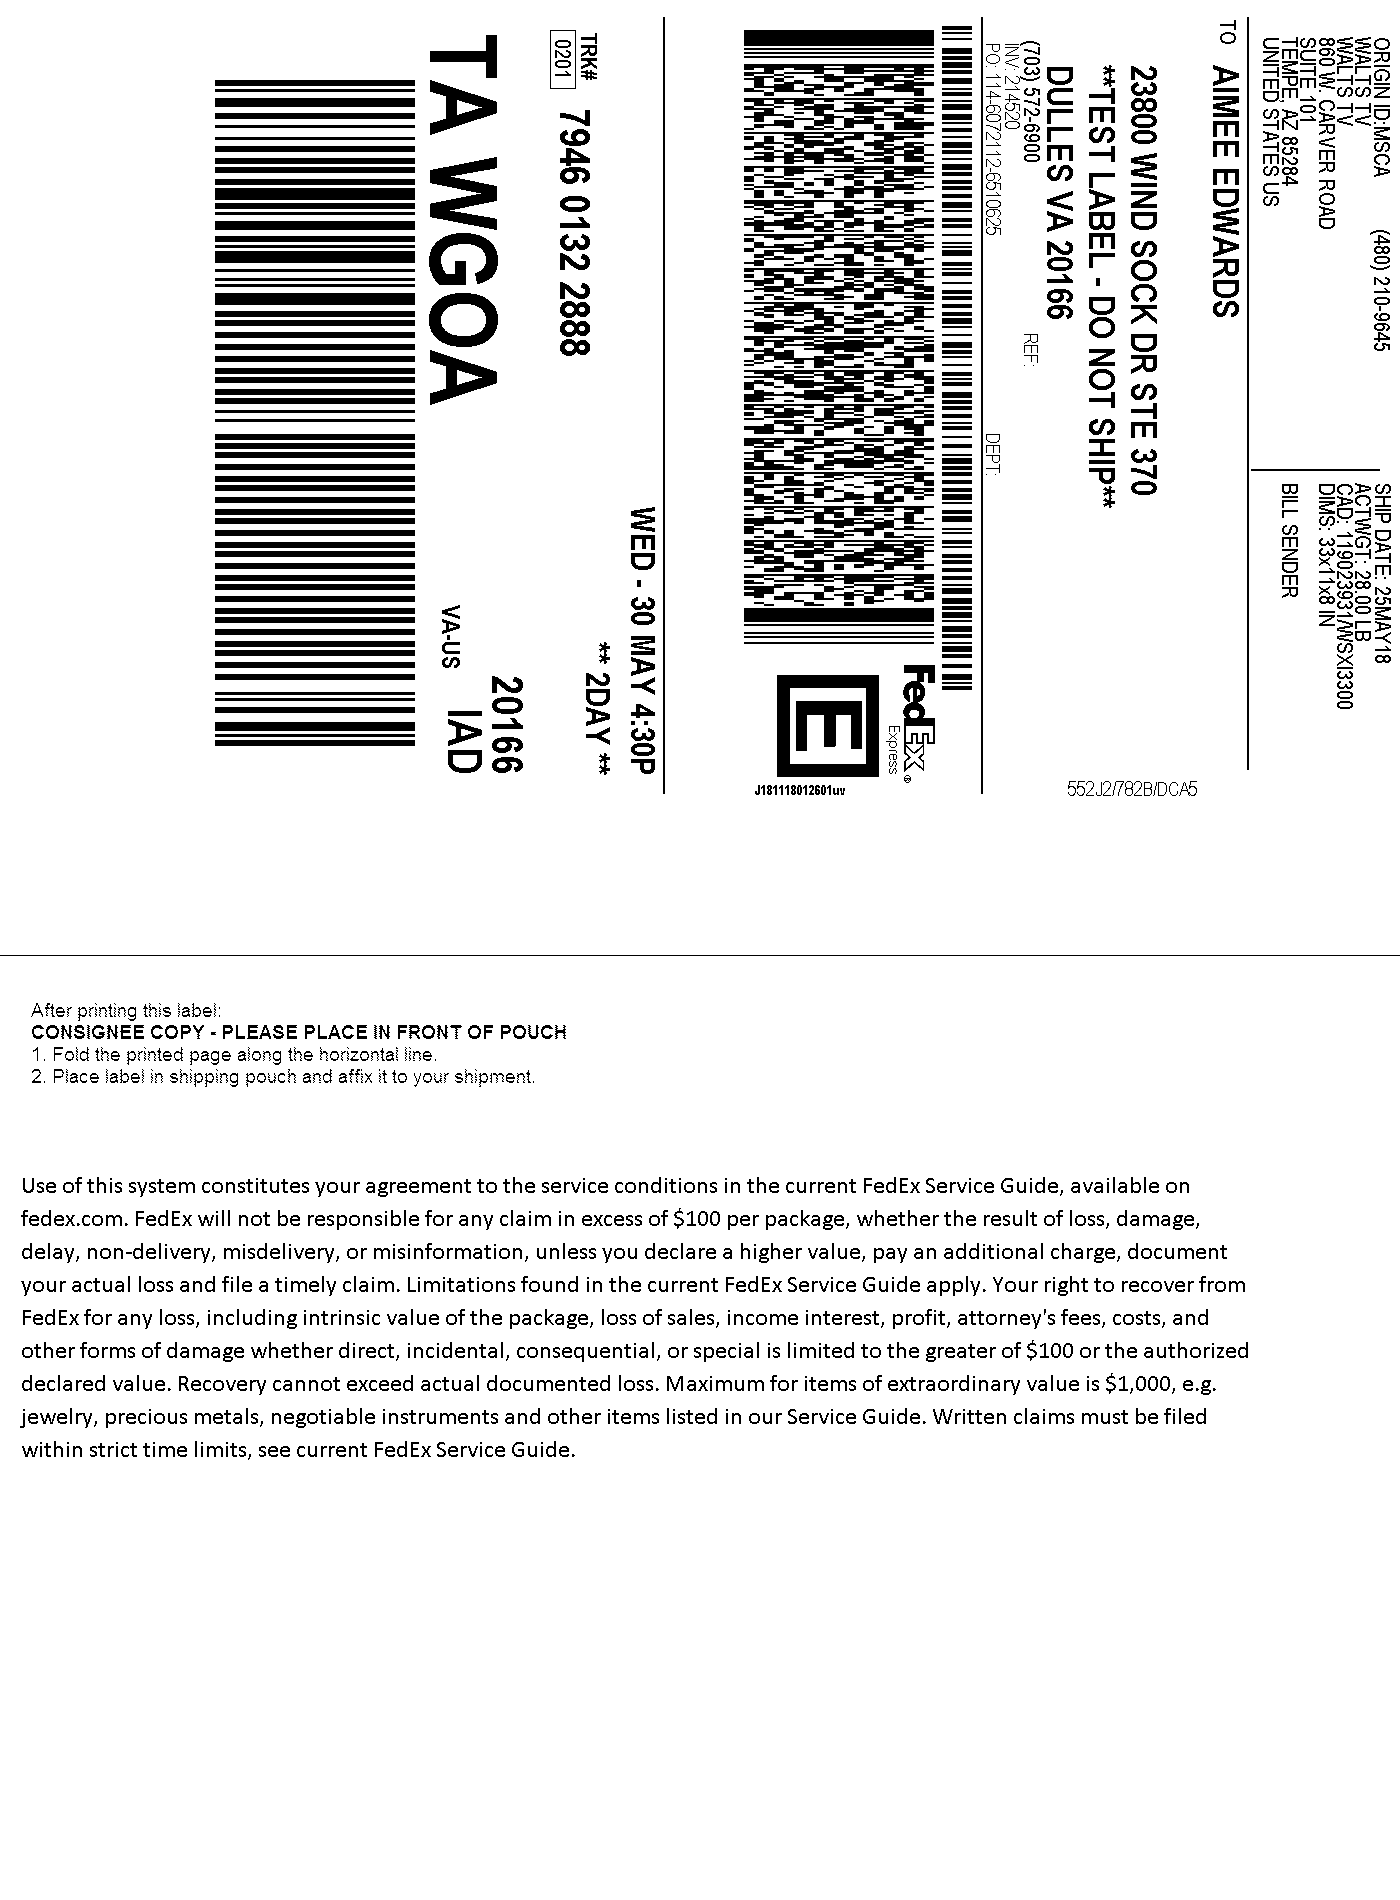 ORIGIN ID:MSCA (480) 210-9645
WALTS TV
WALTS TV
860 W. CARVER ROAD
SUITE 101
TEMPE, AZ 85284
UNITED STATES US
SHIP DATE: 25MAY18
ACTWGT: 28.00 LB
CAD: 119023931/WSXI3300
DIMS: 33x11x8 IN
BILL SENDER
TO AIMEE EDWARDS
23800 WIND SOCK DR STE 370
**TEST LABEL - DO NOT SHIP**
DULLES VA 20166
(703) 572-6900 REF:
INV: 214520
PO: 114-6072112-6510625 DEPT:
552J2/782B/DCA5
FedEx®
Express
E
J181118012601uv
WED - 30 MAY 4:30P
** 2DAY **
TRK#
0201
7946 0132 2888
TA WGOA
20166
VA-US IAD
After printing this label:
CONSIGNEE COPY - PLEASE PLACE IN FRONT OF POUCH
1. Fold the printed page along the horizontal line.
2. Place label in shipping pouch and affix it to your shipment.
Use of this system constitutes your agreement to the service conditions in the current FedEx Service Guide, available on
fedex.com. FedEx will not be responsible for any claim in excess of $100 per package, whether the result of loss, damage,
delay, non-delivery, misdelivery, or misinformation, unless you declare a higher value, pay an additional charge, document
your actual loss and file a timely claim. Limitations found in the current FedEx Service Guide apply. Your right to recover from
FedEx for any loss, including intrinsic value of the package, loss of sales, income interest, profit, attorney's fees, costs, and
other forms of damage whether direct, incidental, consequential, or special is limited to the greater of $100 or the authorized
declared value. Recovery cannot exceed actual documented loss. Maximum for items of extraordinary value is $1,000, e.g.
jewelry, precious metals, negotiable instruments and other items listed in our Service Guide. Written claims must be filed
within strict time limits, see current FedEx Service Guide.